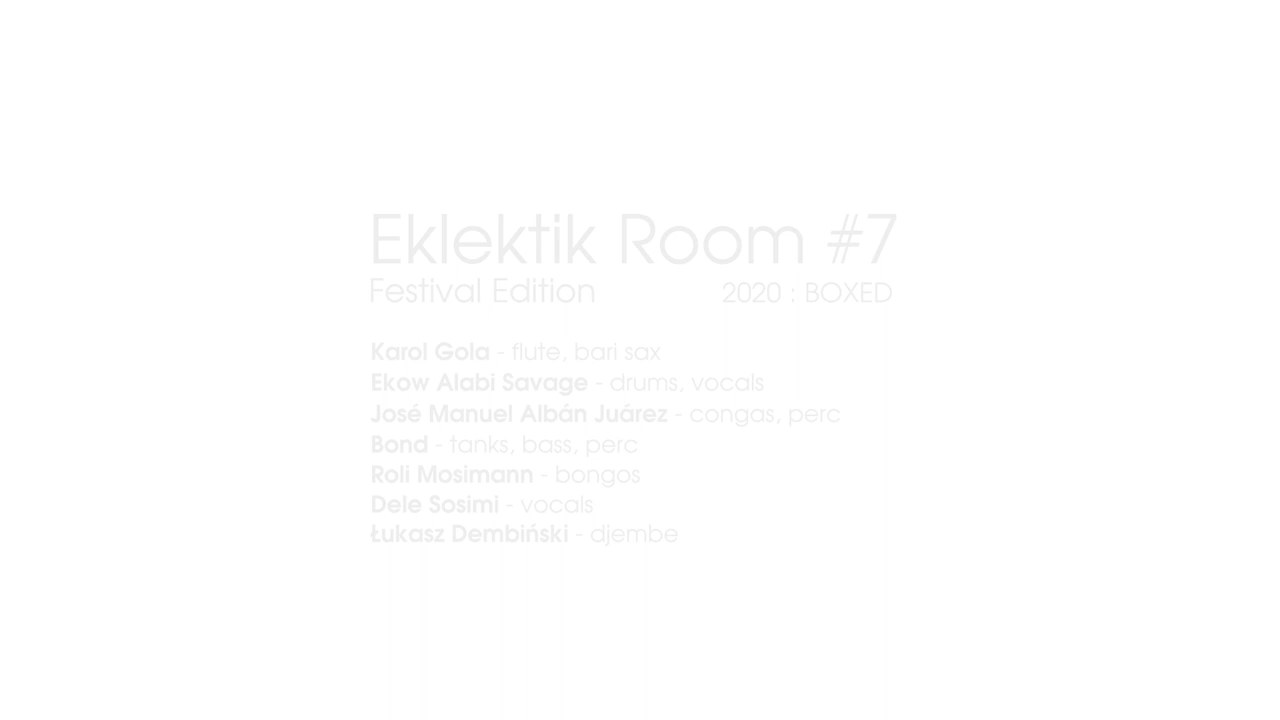 Eklektik Room #7
Festival Edition 2020 : BOXED
Karol Gola - flute, bari sax
Ekow Alabi Savage - drums, vocals
José Manuel Albán Juárez - congas, perc
Bond - tanks, bass, perc
Roli Mosimann - bongos
Dele Sosimi - vocals
Łukasz Dembiński - djembe